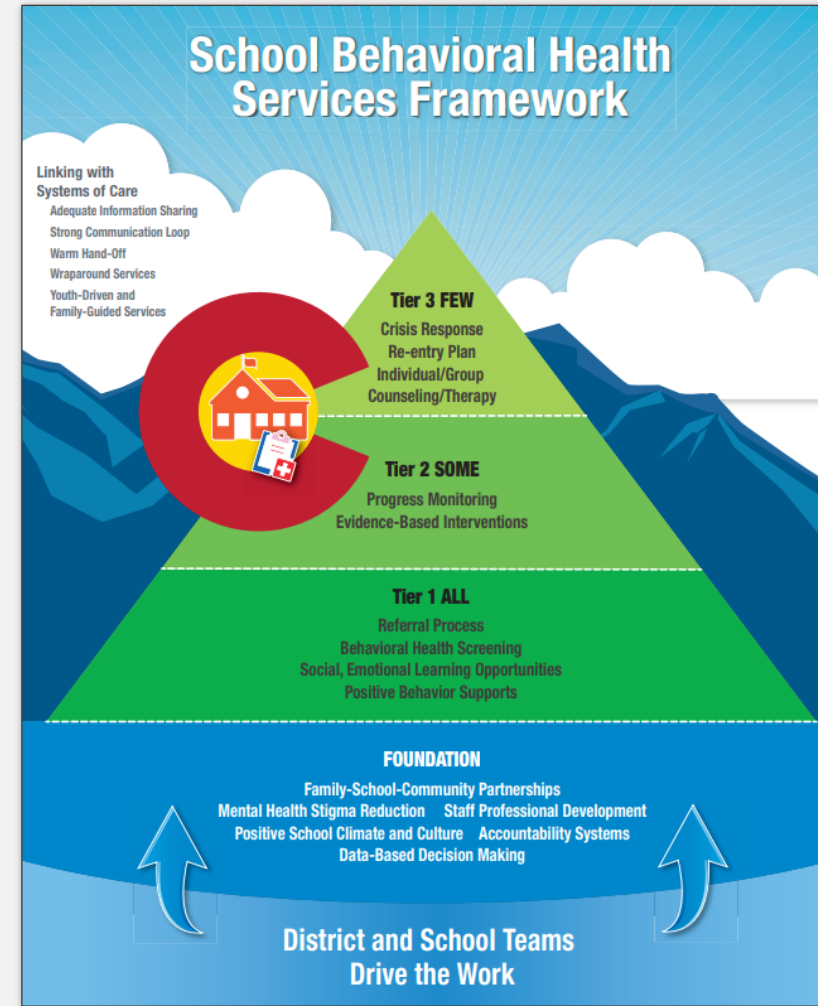 School Behavioral Health
Services Framework
Linking with
Systems of Care
Adequate Information Sharing
Strong Communication Loop
Warm Hand-Off
Wraparound Services
Youth-Driven and
Family-Guided Services
Tier 3 FEW
Crisis Response
Re-entry Plan
Individual/Group
Counseling/Therapy
Tier 2 SOME
Progress Monitoring
Evidence-Based Interventions
Tier 1 ALL
Referral Process
Behavioral Health Screening
Social, Emotional Learning Opportunities
Positive Behavior Supports
FOUNDATION
Family-School-Community Partnerships
Mental Health Stigma Reduction Staff Professional Development
Positive School Climate and Culture Accountability Systems
Data-Based Decision Making
District and School Teams
Drive the Work